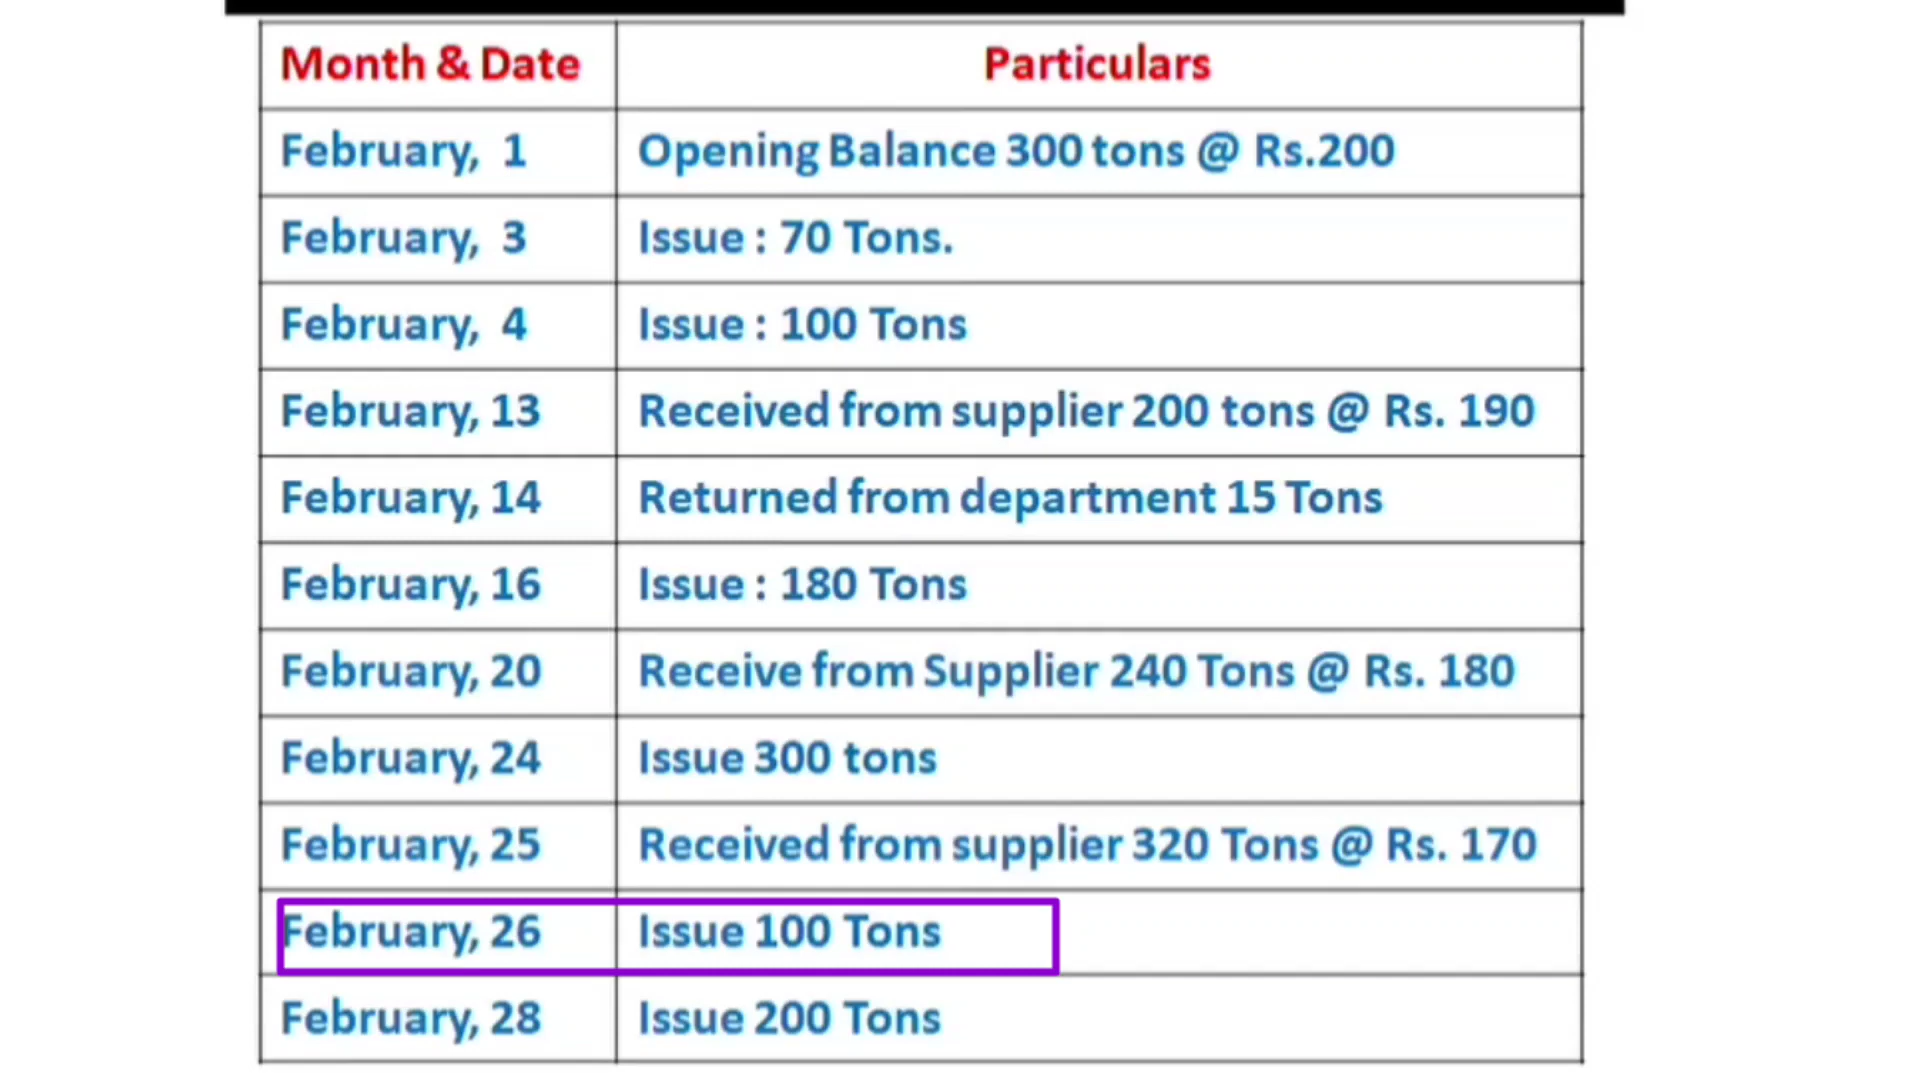 Month & Date Particulars
February, 1 Opening Balance 300 tons @ Rs.200
February, 3 Issue : 70 Tons.
February, 4 Issue : 100 Tons
February, 13 Received from supplier 200 tons @ Rs. 190
February, 14 Returned from department 15 Tons
February, 16 Issue : 180 Tons
February, 20 Receive from Supplier 240 Tons @ Rs. 180
February, 24 Issue 300 tons
February, 25 Received from supplier 320 Tons @ Rs. 170
February, 26 Issue 100 Tons
February, 28 Issue 200 Tons